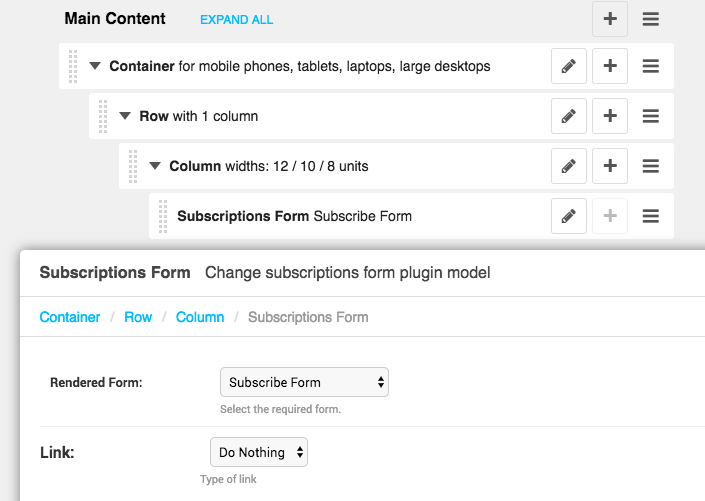 Main Content EXPAND ALL
Container for mobile phones, tablets, laptops, large desktops
Row with 1 column
Column widths: 12 / 10 / 8 units
Subscriptions Form Subscribe Form
Subscriptions Form Change subscriptions form plugin model
Container / Row / Column / Subscriptions Form
Rendered Form: Subscribe Form
Select the required form.
Link: Do Nothing
Type of link